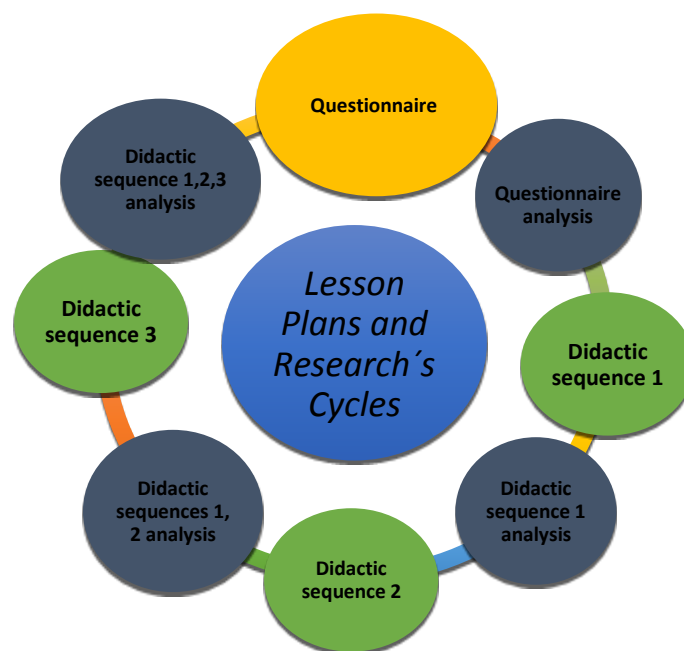 Questionnaire
Questionnaire
analysis
Didactic
sequence 1
Didactic
sequence 1
analysis
Didactic
sequence 2
Didactic
sequences 1,
2 analysis
Didactic
sequence 3
Didactic
sequence 1,2,3
analysis
Lesson
Plans and
Research´s
Cycles